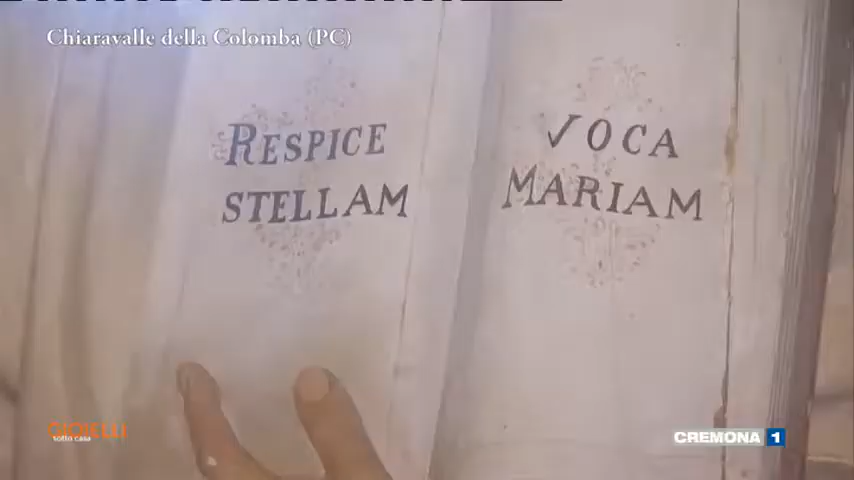 Chiaravalle della Colomba (PC)
RESPICE
STELLAM
VOCA
MARIAM
GIOIELLI
sotto casa
CREMONA 1